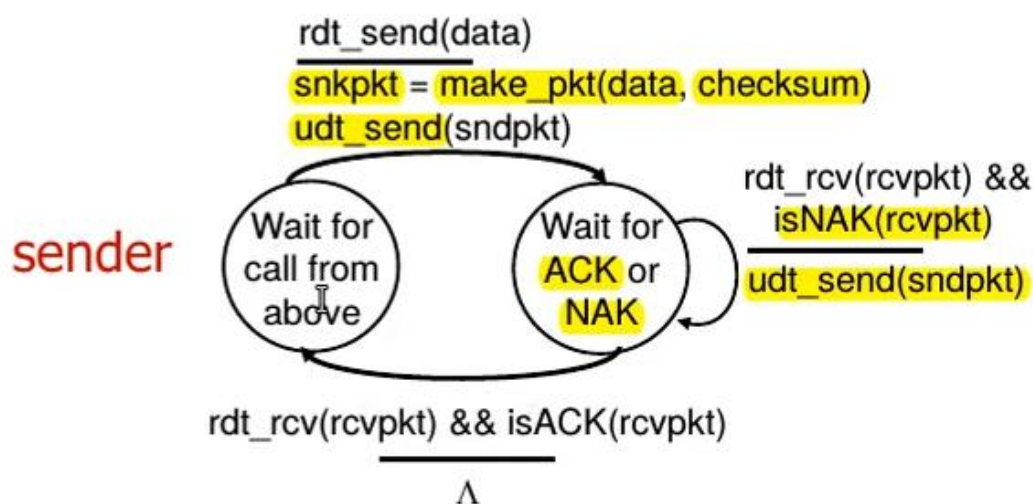 rdt_send(data)
snkpkt = make_pkt(data, checksum)
udt_send(sndpkt)
rdt_rcv(rcvpkt) &&
isNAK(rcvpkt)
udt_send(sndpkt)
sender
Wait for
call from
above
Wait for
ACK or
NAK
rdt_rcv(rcvpkt) && isACK(rcvpkt)
Λ